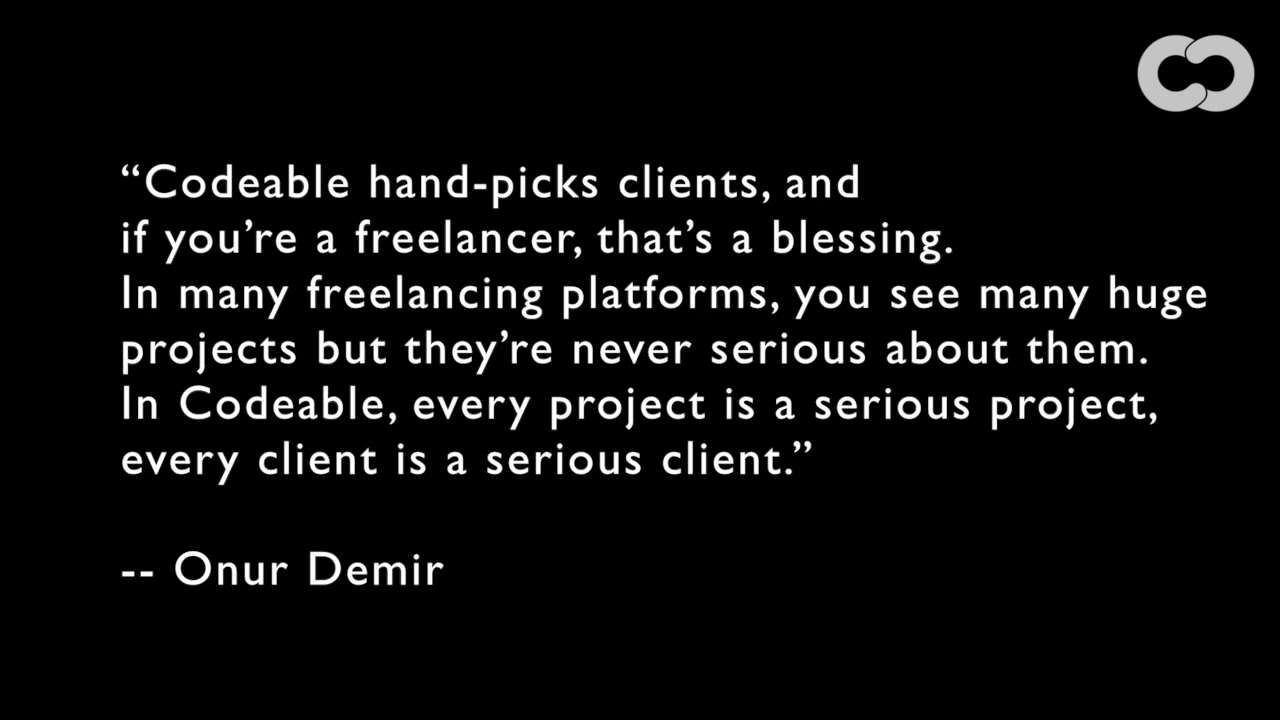 “Codeable hand-picks clients, and
if you’re a freelancer, that’s a blessing.
In many freelancing platforms, you see many huge
projects but they’re never serious about them.
In Codeable, every project is a serious project,
every client is a serious client.”
-- Onur Demir